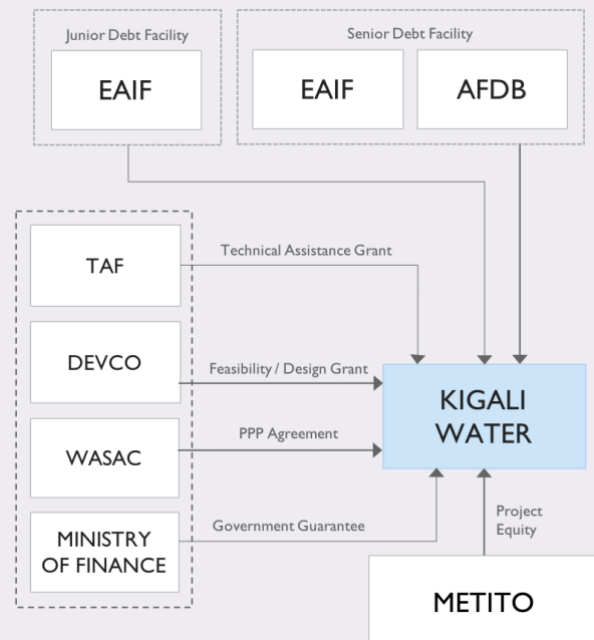 Junior Debt Facility
EAIF
Senior Debt Facility
EAIF
AFDB
TAF
Technical Assistance Grant
DEVCO
Feasibility / Design Grant
WASAC
PPP Agreement
MINISTRY
OF FINANCE
Government Guarantee
KIGALI
WATER
Project
Equity
METITO